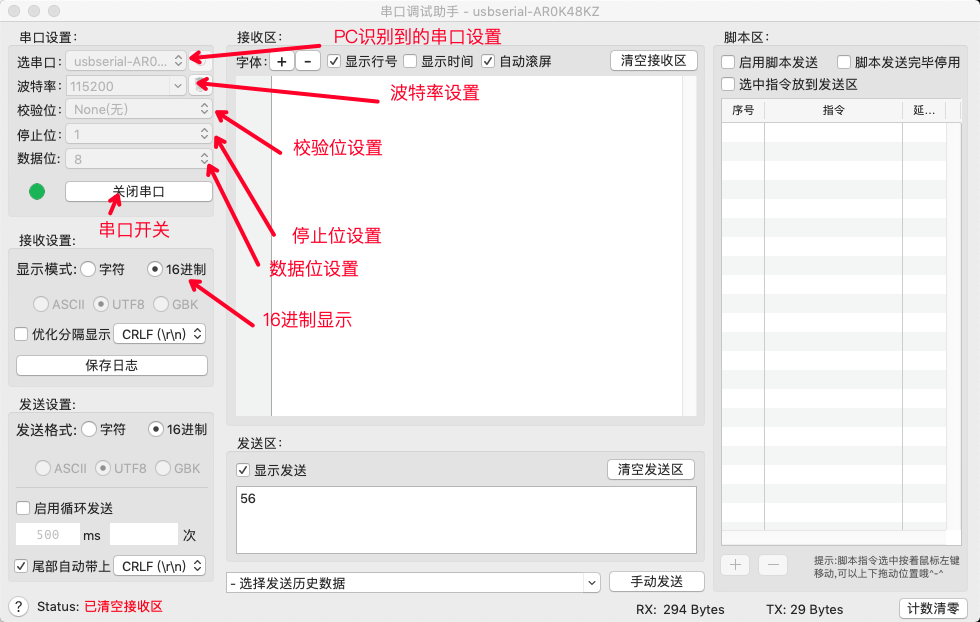 串口调试助手 - usbserial-AR0K48KZ
串口设置:
选串口: usbserial-AR0...
波特率: 115200
校验位: None(无)
停止位: 1
数据位: 8
关闭串口
串口开关
接收设置:
显示模式: 字符 16进制
ASCII UTF8 GBK
优化分隔显示 CRLF (\r\n)
保存日志
发送设置:
发送格式: 字符 16进制
ASCII UTF8 GBK
启用循环发送
500 ms 次
尾部自动带上 CRLF (\r\n)
? Status: 已清空接收区
接收区:
PC识别到的串口设置
字体: + - 显示行号 显示时间 自动滚屏 清空接收区
波特率设置
校验位设置
停止位设置
数据位设置
16进制显示
发送区:
显示发送 清空发送区
56
- 选择发送历史数据 手动发送
RX: 294 Bytes TX: 29 Bytes
脚本区:
启用脚本发送 脚本发送完毕停用
选中指令放到发送区
序号 指令 延...
+ -
提示:脚本指令选中按着鼠标左键
移动,可以上下拖动位置哦^-^
计数清零